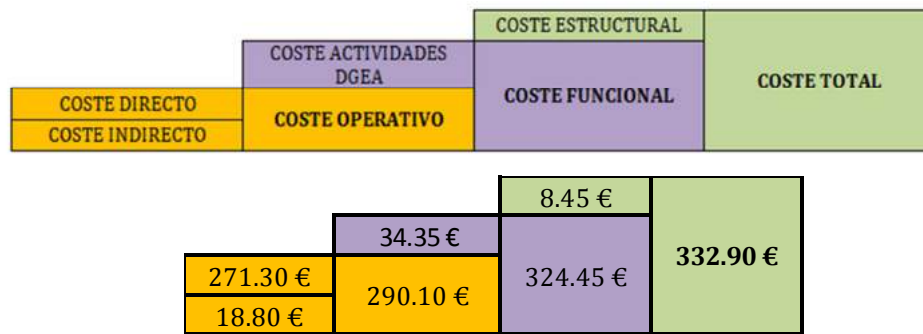 COSTE ESTRUCTURAL
COSTE ACTIVIDADES
DGEA
COSTE TOTAL
COSTE FUNCIONAL
COSTE DIRECTO
COSTE OPERATIVO
COSTE INDIRECTO
8.45 €
34.35 €
332.90 €
271.30 €
324.45 €
290.10 €
18.80 €